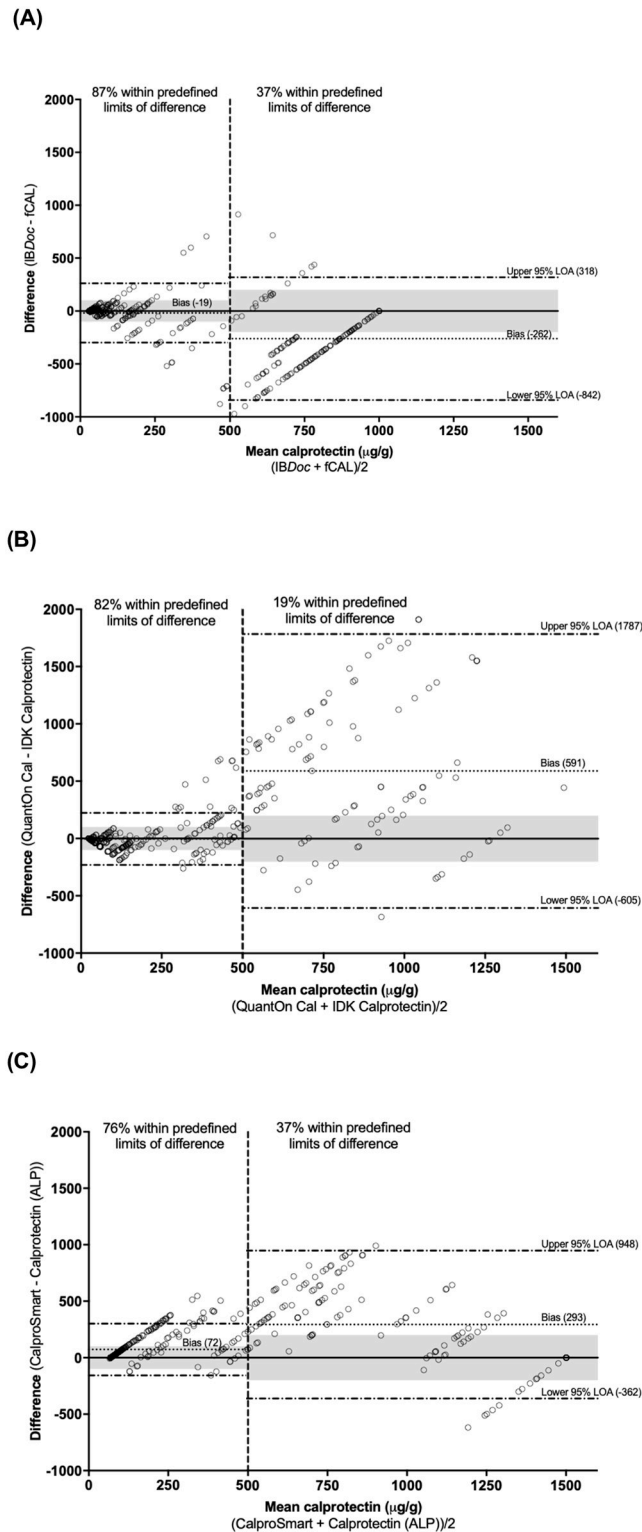 (A)
87% within predefined
limits of difference
37% within predefined
limits of difference
2000
1500
1000
500
0
-500
-1000
Difference (IBDoc - fCAL)
Upper 95% LOA (318)
Bias (-19)
Bias (-262)
Lower 95% LOA (-842)
0
250
500
750
1000
1250
1500
Mean calprotectin (µg/g)
(IBDoc + fCAL)/2
(B)
82% within predefined
limits of difference
19% within predefined
limits of difference
2000
1500
1000
500
0
-500
-1000
Difference (QuantOn Cal - IDK Calprotectin)
Upper 95% LOA (1787)
Bias (591)
Lower 95% LOA (-605)
0
250
500
750
1000
1250
1500
Mean calprotectin (µg/g)
(QuantOn Cal + IDK Calprotectin)/2
(C)
76% within predefined
limits of difference
37% within predefined
limits of difference
2000
1500
1000
500
0
-500
-1000
Difference (CalproSmart - Calprotectin (ALP))
Upper 95% LOA (948)
Bias (293)
Bias (72)
Lower 95% LOA (-362)
0
250
500
750
1000
1250
1500
Mean calprotectin (µg/g)
(CalproSmart + Calprotectin (ALP))/2